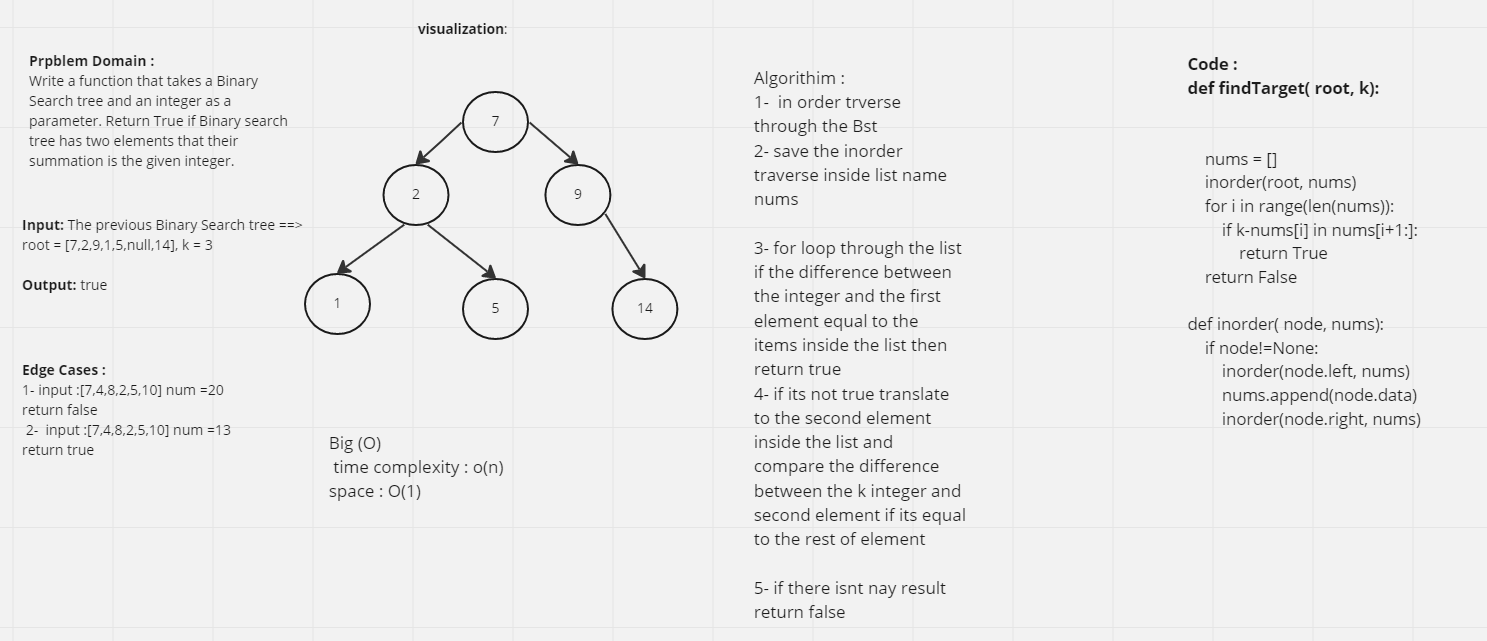 visualization:
Prpblem Domain :
Write a function that takes a Binary
Search tree and an integer as a
parameter. Return True if Binary search
tree has two elements that their
summation is the given integer.
Input: The previous Binary Search tree ==>
root = [7,2,9,1,5,null,14], k = 3
Output: true
Edge Cases :
1- input :[7,4,8,2,5,10] num =20
return false
2-  input :[7,4,8,2,5,10] num =13
return true
7
2
9
1
5
14
Big (O)
time complexity : o(n)
space : O(1)
Algorithim :
1-  in order trverse
through the Bst
2- save the inorder
traverse inside list name
nums
3- for loop through the list
if the difference between
the integer and the first
element equal to the
items inside the list then
return true
4- if its not true translate
to the second element
inside the list and
compare the difference
between the k integer and
second element if its equal
to the rest of element
5- if there isnt nay result
return false
Code :
def findTarget( root, k):
nums = []
inorder(root, nums)
for i in range(len(nums)):
if k-nums[i] in nums[i+1:]:
return True
return False
def inorder( node, nums):
if node!=None:
inorder(node.left, nums)
nums.append(node.data)
inorder(node.right, nums)